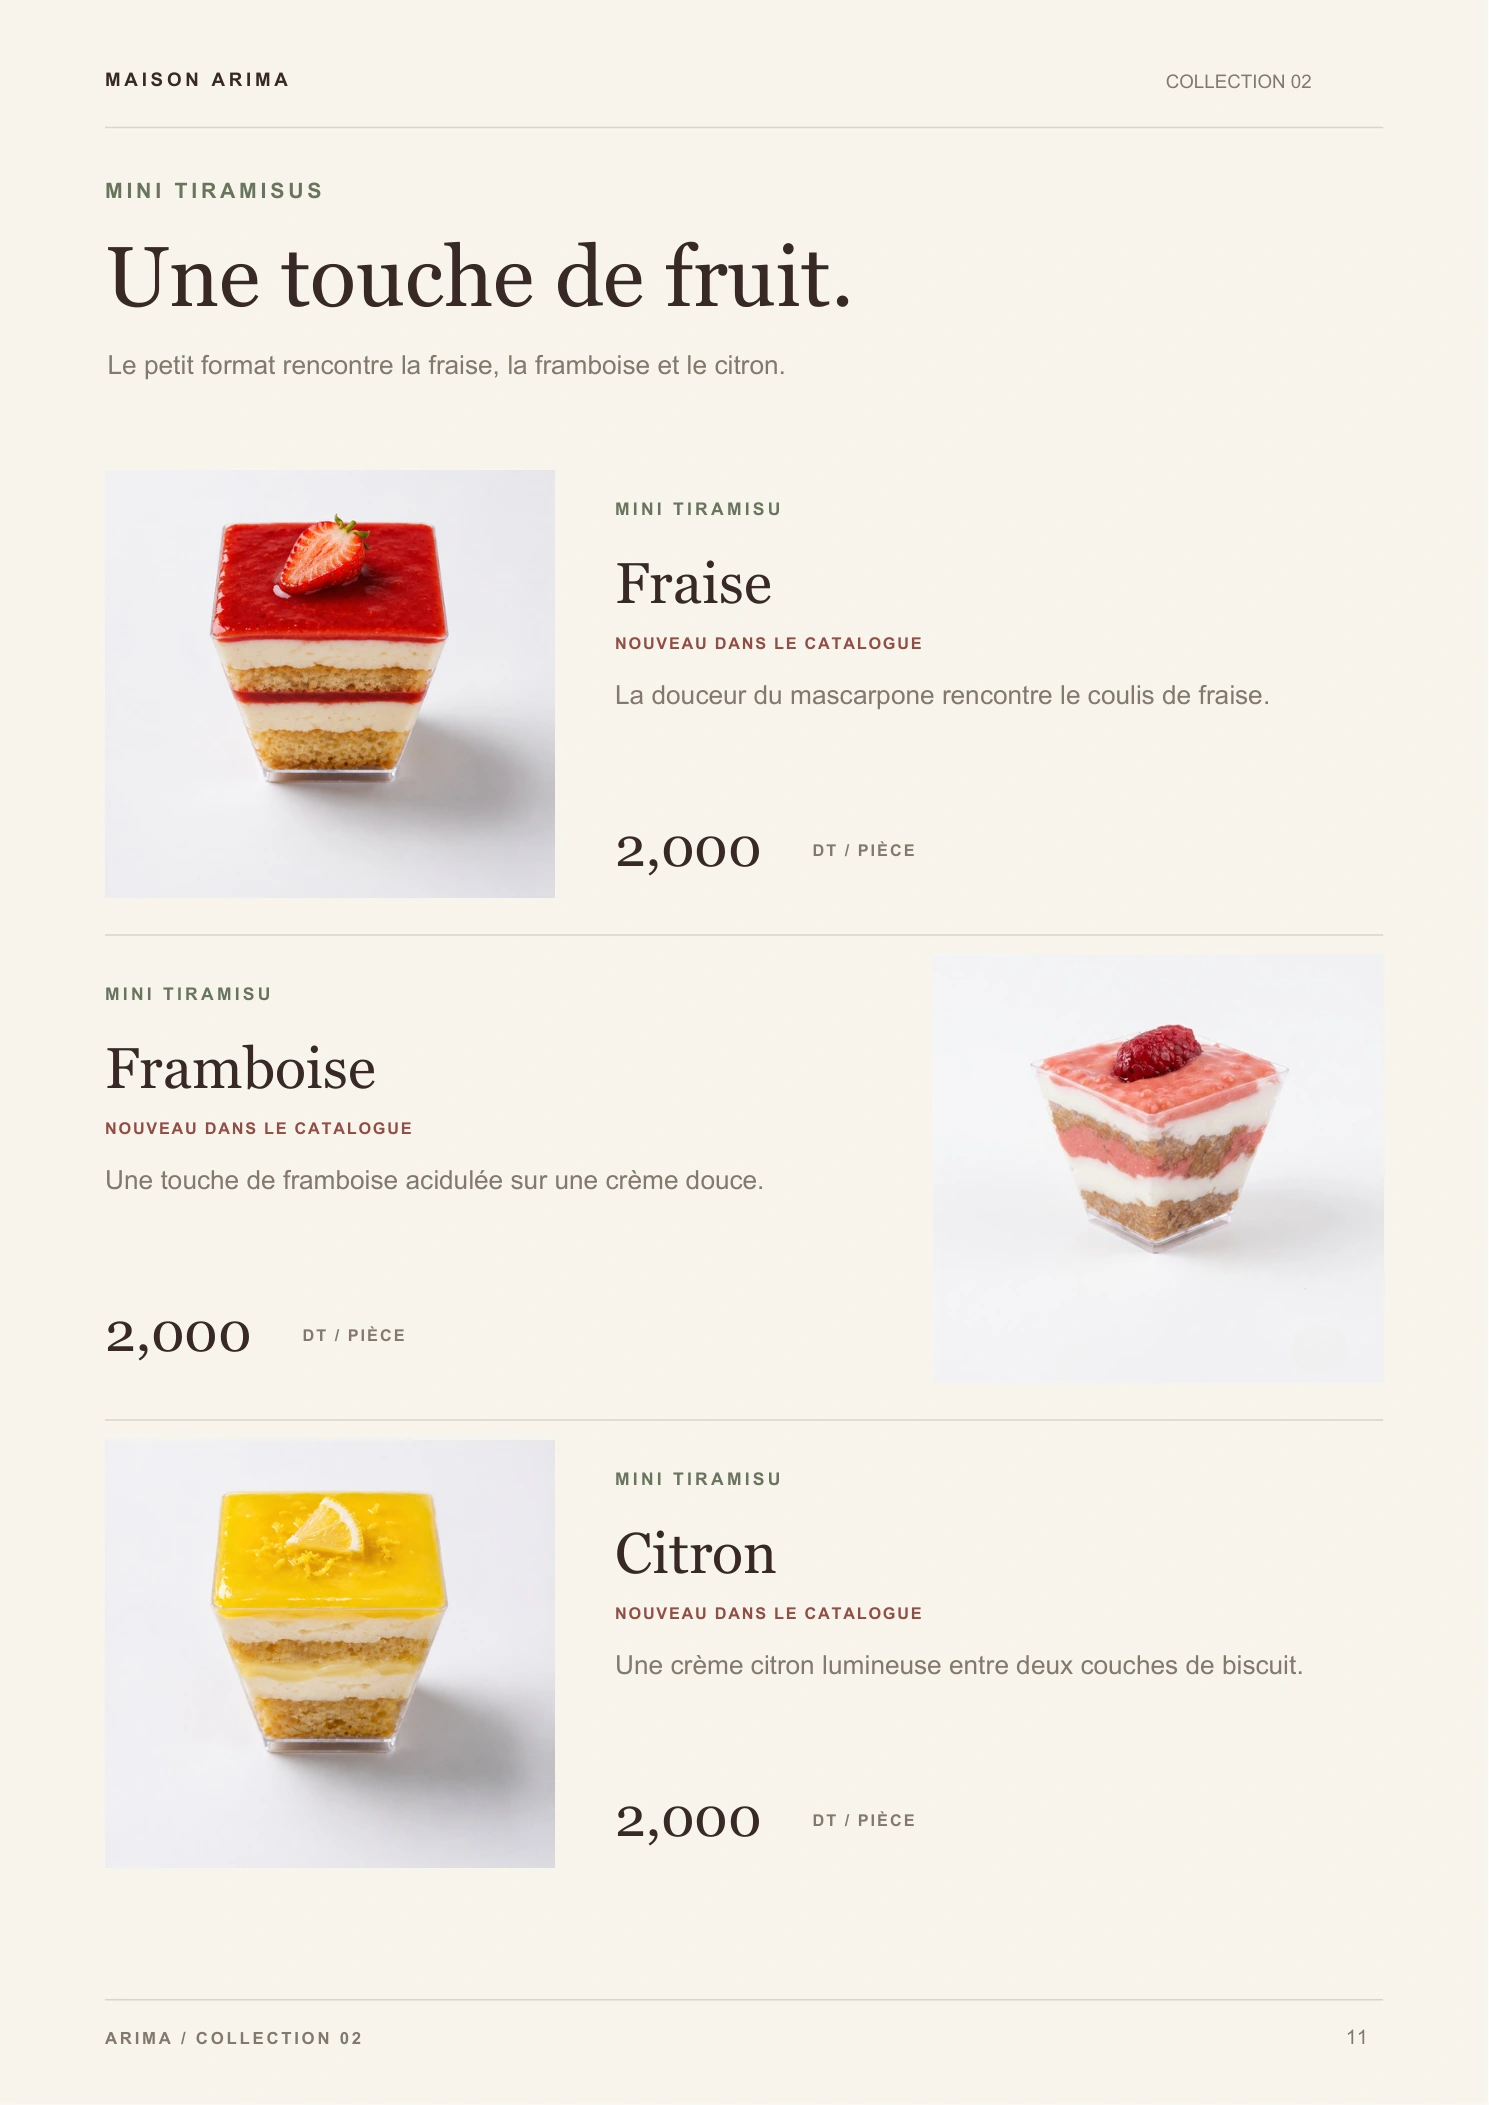 MAISON ARIMA
COLLECTION 02
MINI TIRAMISUS
Une touche de fruit.
Le petit format rencontre la fraise, la framboise et le citron.
MINI TIRAMISU
Fraise
NOUVEAU DANS LE CATALOGUE
La douceur du mascarpone rencontre le coulis de fraise.
2,000 DT / PIÈCE
MINI TIRAMISU
Framboise
NOUVEAU DANS LE CATALOGUE
Une touche de framboise acidulée sur une crème douce.
2,000 DT / PIÈCE
MINI TIRAMISU
Citron
NOUVEAU DANS LE CATALOGUE
Une crème citron lumineuse entre deux couches de biscuit.
2,000 DT / PIÈCE
ARIMA / COLLECTION 02
11